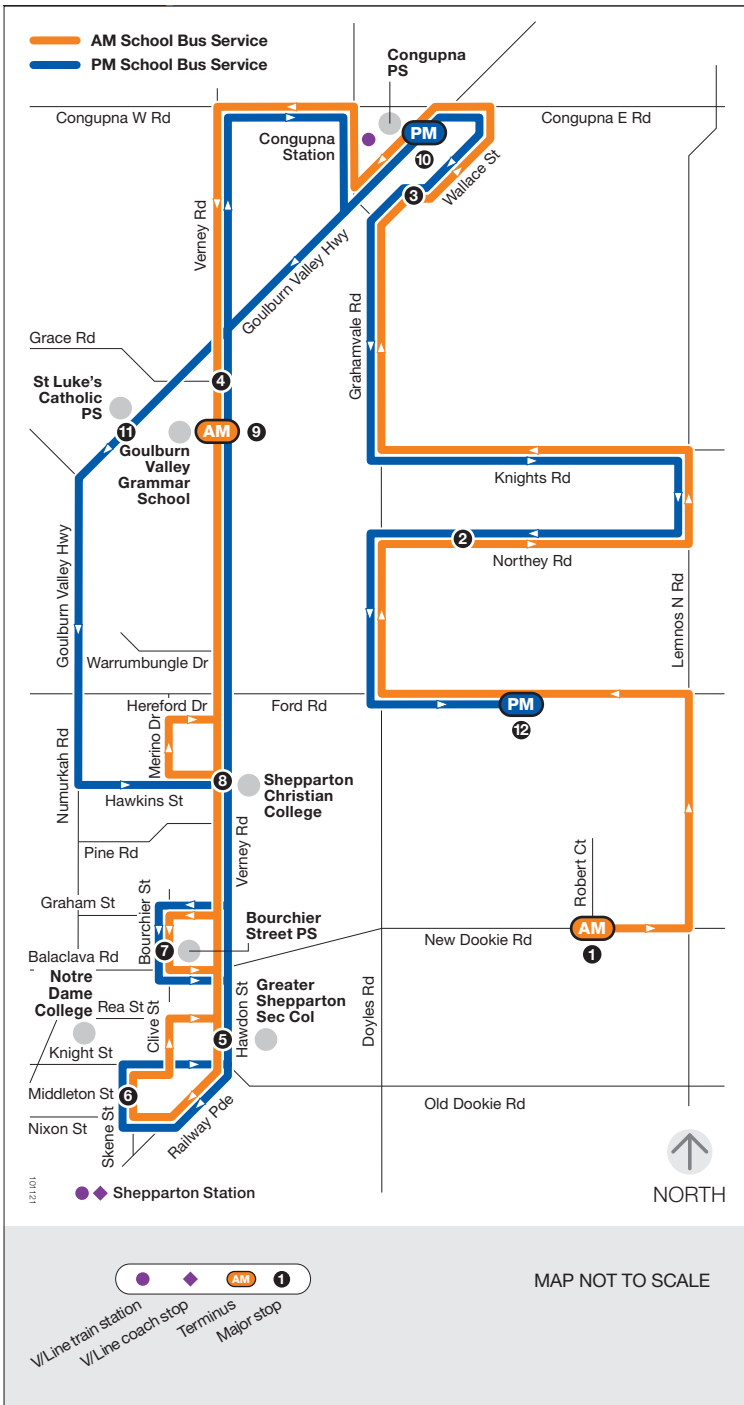 AM School Bus Service
PM School Bus Service
Congupna
PS
Congupna W Rd
Congupna E Rd
Congupna
Station
PM
10
Wallace St
3
Verney Rd
Goulburn Valley Hwy
Grahamvale Rd
Grace Rd
4
St Luke's
Catholic
PS
11
AM
9
Goulburn
Valley
Grammar
School
Knights Rd
Goulburn Valley Hwy
2
Northey Rd
Lemnos N Rd
Warrumbungle Dr
Hereford Dr
Ford Rd
PM
12
Merino Dr
Numurkah Rd
8
Shepparton
Christian
College
Hawkins St
Pine Rd
Verney Rd
Robert Ct
Graham St
Bourchier St
Bourchier
Street PS
AM
1
New Dookie Rd
7
Balaclava Rd
Notre
Dame
College
Rea St
Clive St
Hawdon St
Greater
Shepparton
Sec Col
5
Doyles Rd
Knight St
Middleton St
6
Old Dookie Rd
Nixon St
Skene St
Railway Pde
101121
Shepparton Station
NORTH
AM
1
V/Line train station
V/Line coach stop
Terminus
Major stop
MAP NOT TO SCALE